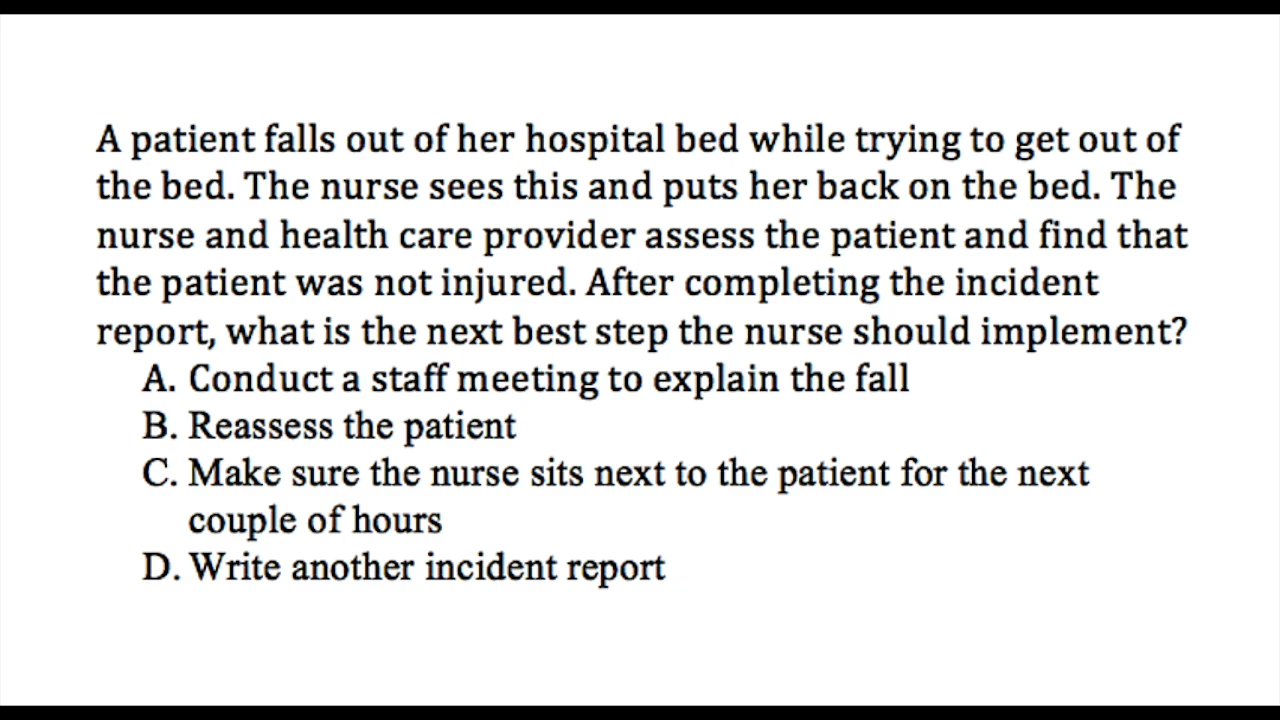 A patient falls out of her hospital bed while trying to get out of
the bed. The nurse sees this and puts her back on the bed. The
nurse and health care provider assess the patient and find that
the patient was not injured. After completing the incident
report, what is the next best step the nurse should implement?
A. Conduct a staff meeting to explain the fall
B. Reassess the patient
C. Make sure the nurse sits next to the patient for the next
couple of hours
D. Write another incident report